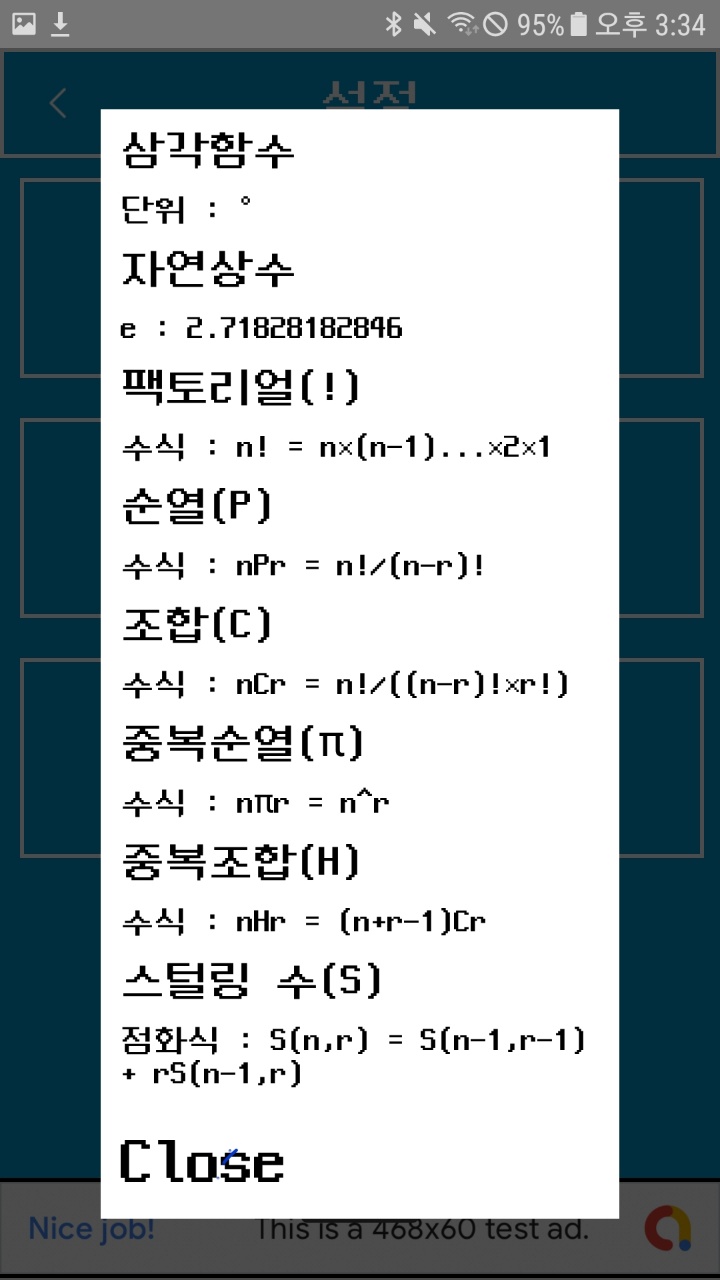 95% 오후 3:34
설정
삼각함수
단위 : °
자연상수
e : 2.71828182846
팩토리얼(!)
수식 : n! = n×(n-1)...×2×1
순열(P)
수식 : nPr = n!/(n-r)!
조합(C)
수식 : nCr = n!/((n-r)!×r!)
중복순열(π)
수식 : nπr = n^r
중복조합(H)
수식 : nHr = (n+r-1)Cr
스털링 수(S)
점화식 : S(n,r) = S(n-1,r-1)
+ rS(n-1,r)
Close
Nice job! This is a 468x60 test ad.